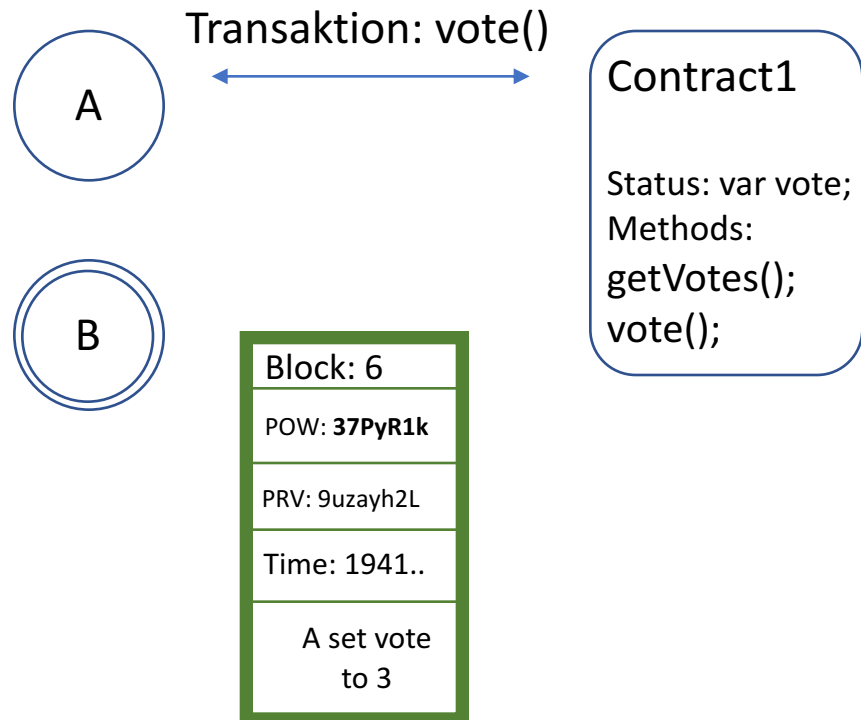 Transaktion: vote()
A
Contract1
Status: var vote;
Methods:
getVotes();
vote();
B
Block: 6
POW: 37PyR1k
PRV: 9uzayh2L
Time: 1941..
A set vote
to 3